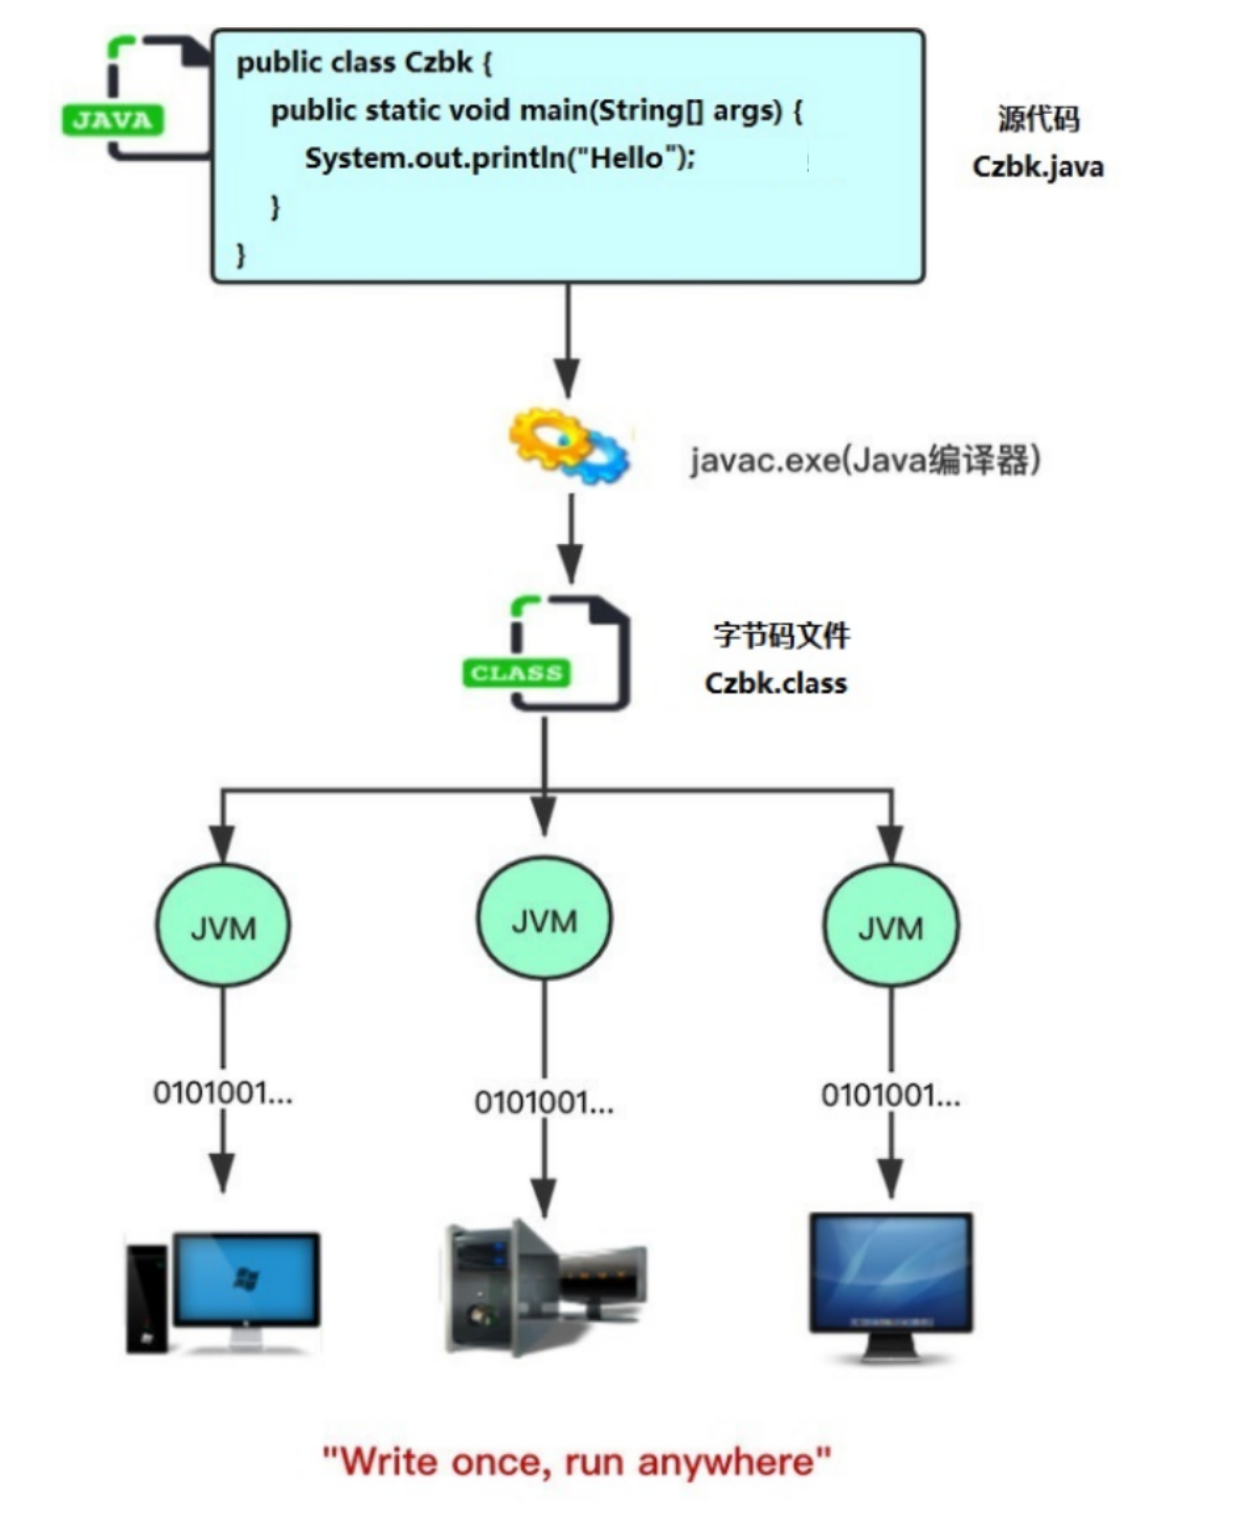 public class Czbk {
public static void main(String[] args) {
JAVA
源代码
System.out.println("Hello");
Czbk.java
}
}
javac.exe(Java编译器)
字节码文件
CLASS
Czbk.class
JVM
JVM
JVM
0101001...
0101001...
0101001...
"Write once, run anywhere"